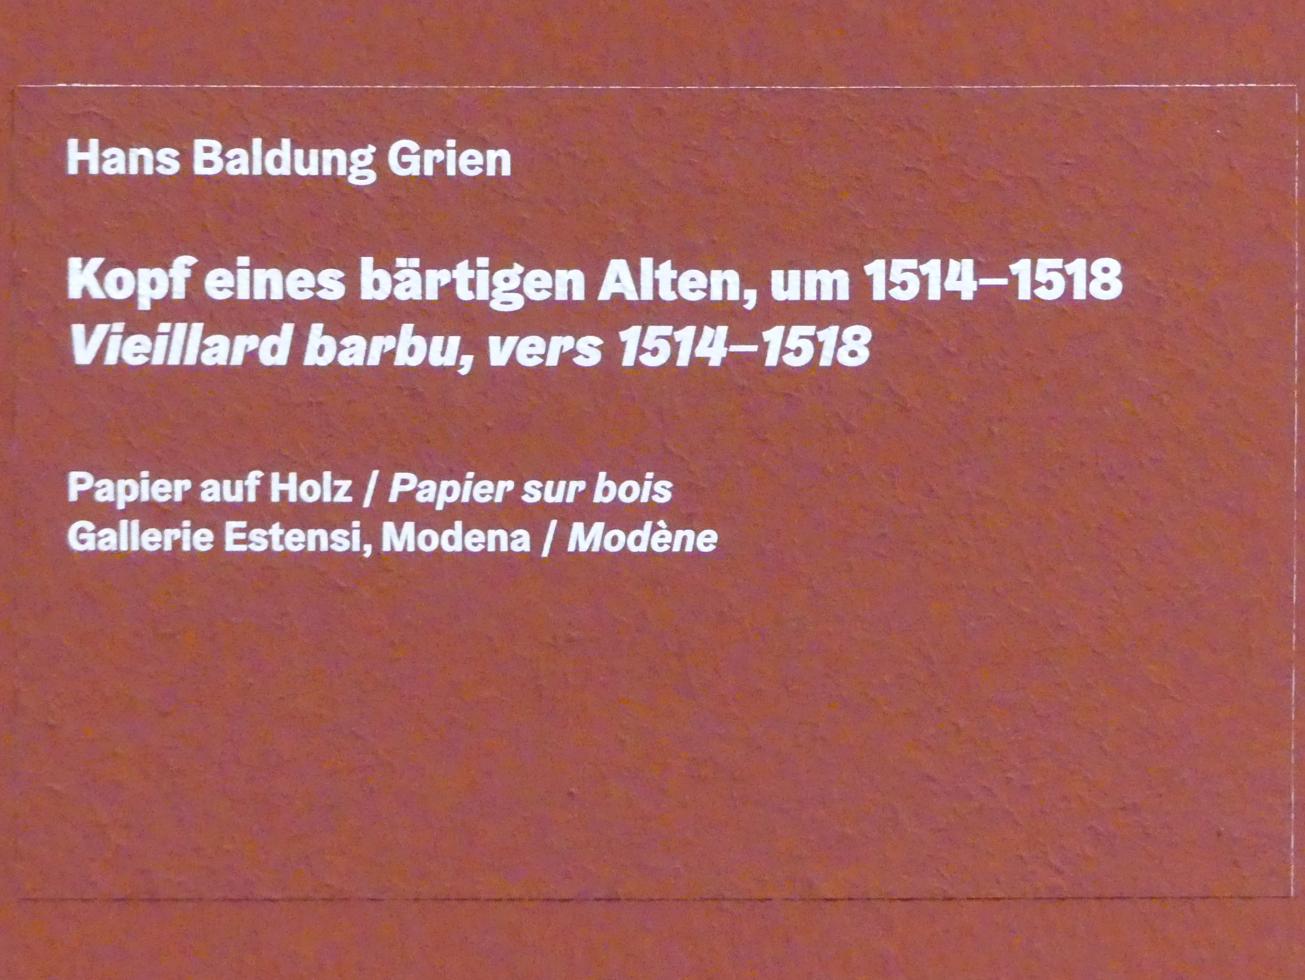 Hans Baldung Grien
Kopf eines bärtigen Alten, um 1514–1518
Vieillard barbu, vers 1514–1518
Papier auf Holz / Papier sur bois
Gallerie Estensi, Modena / Modène